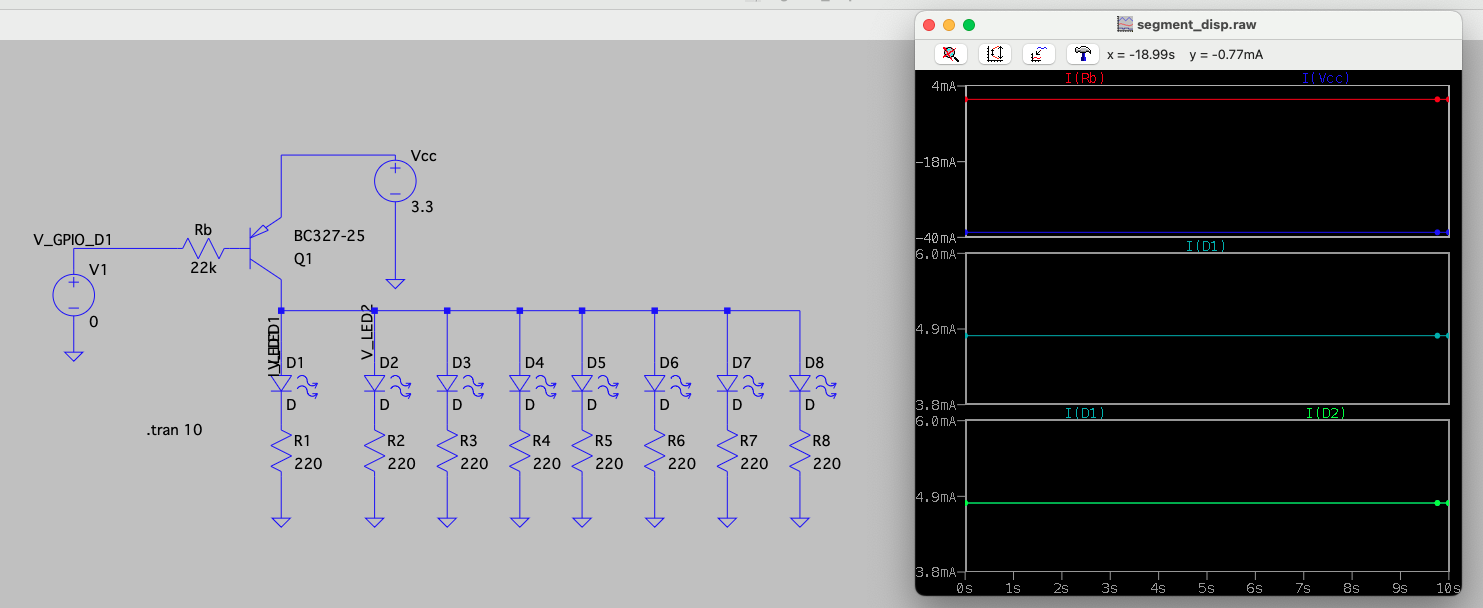 segment_disp.raw
x = -18.99s y = -0.77mA
I(Rb) I(Vcc)
4mA
-18mA
-40mA
I(D1)
6.0mA
4.9mA
3.8mA
I(D1) I(D2)
6.0mA
4.9mA
3.8mA
0s 1s 2s 3s 4s 5s 6s 7s 8s 9s 10s
Vcc
3.3
V_GPIO_D1
Rb
22k
BC327-25
Q1
V1
0
V_LED2
D1 D2 D3 D4 D5 D6 D7 D8
D D D D D D D D
.tran 10
R1 R2 R3 R4 R5 R6 R7 R8
220 220 220 220 220 220 220 220